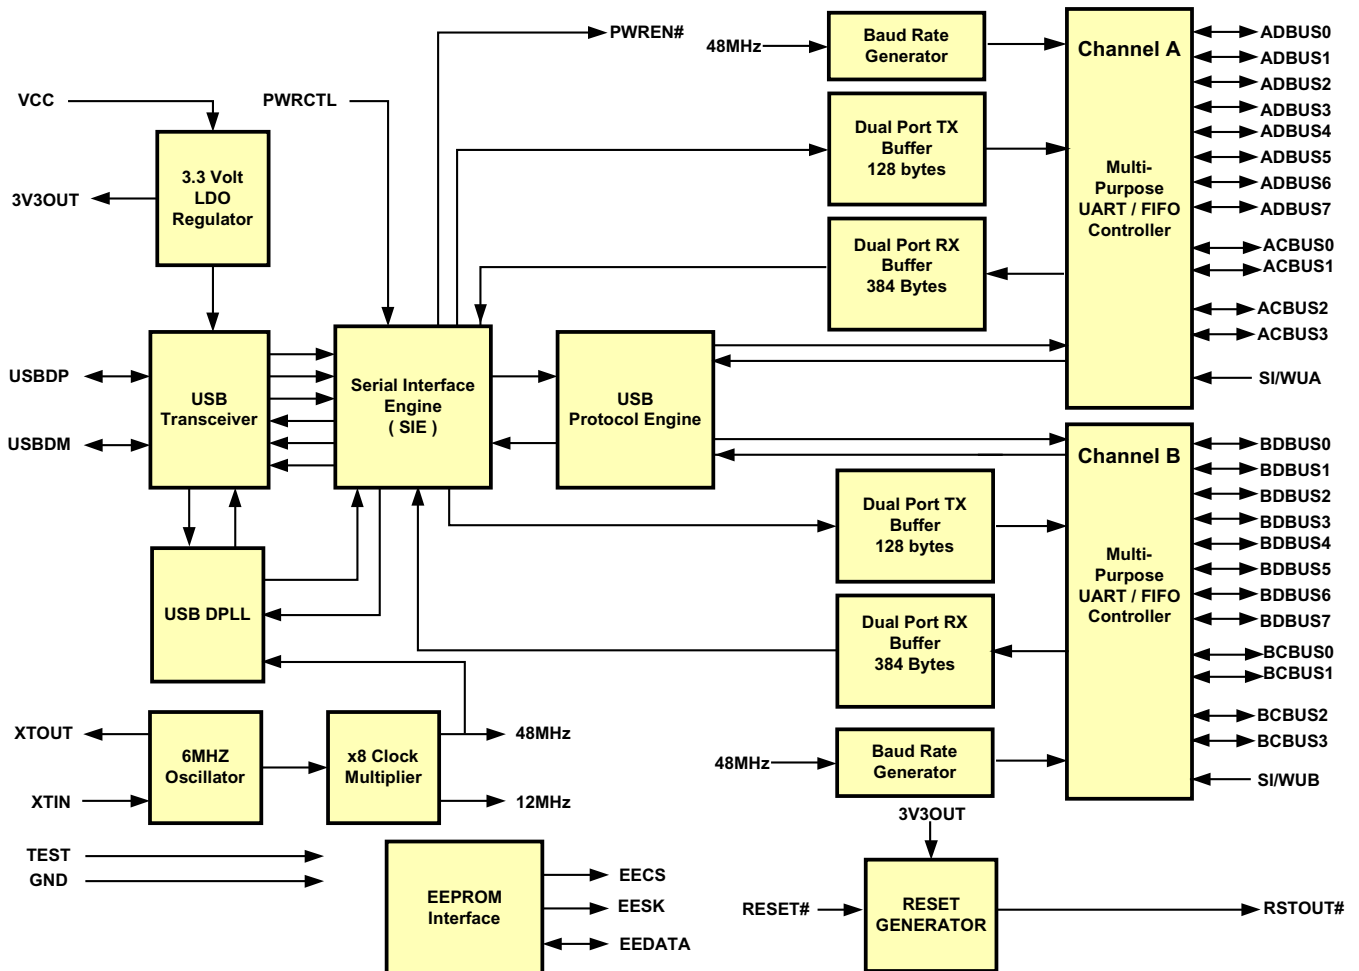 PWREN#
48MHz
Baud Rate
Generator
Channel A
ADBUS0
ADBUS1
ADBUS2
ADBUS3
ADBUS4
ADBUS5
ADBUS6
ADBUS7
ACBUS0
ACBUS1
ACBUS2
ACBUS3
SI/WUA
VCC
PWRCTL
3.3 Volt
LDO
Regulator
3V3OUT
Dual Port TX
Buffer
128 bytes
Multi-
Purpose
UART / FIFO
Controller
Dual Port RX
Buffer
384 Bytes
USBDP
USBDM
USB
Transceiver
Serial Interface
Engine
( SIE )
USB
Protocol Engine
Channel B
BDBUS0
BDBUS1
BDBUS2
BDBUS3
BDBUS4
BDBUS5
BDBUS6
BDBUS7
BCBUS0
BCBUS1
BCBUS2
BCBUS3
SI/WUB
Dual Port TX
Buffer
128 bytes
Multi-
Purpose
UART / FIFO
Controller
USB DPLL
Dual Port RX
Buffer
384 Bytes
XTOUT
XTIN
6MHZ
Oscillator
x8 Clock
Multiplier
48MHz
12MHz
48MHz
Baud Rate
Generator
3V3OUT
TEST
GND
EEPROM
Interface
EECS
EESK
EEDATA
RESET#
RESET
GENERATOR
RSTOUT#